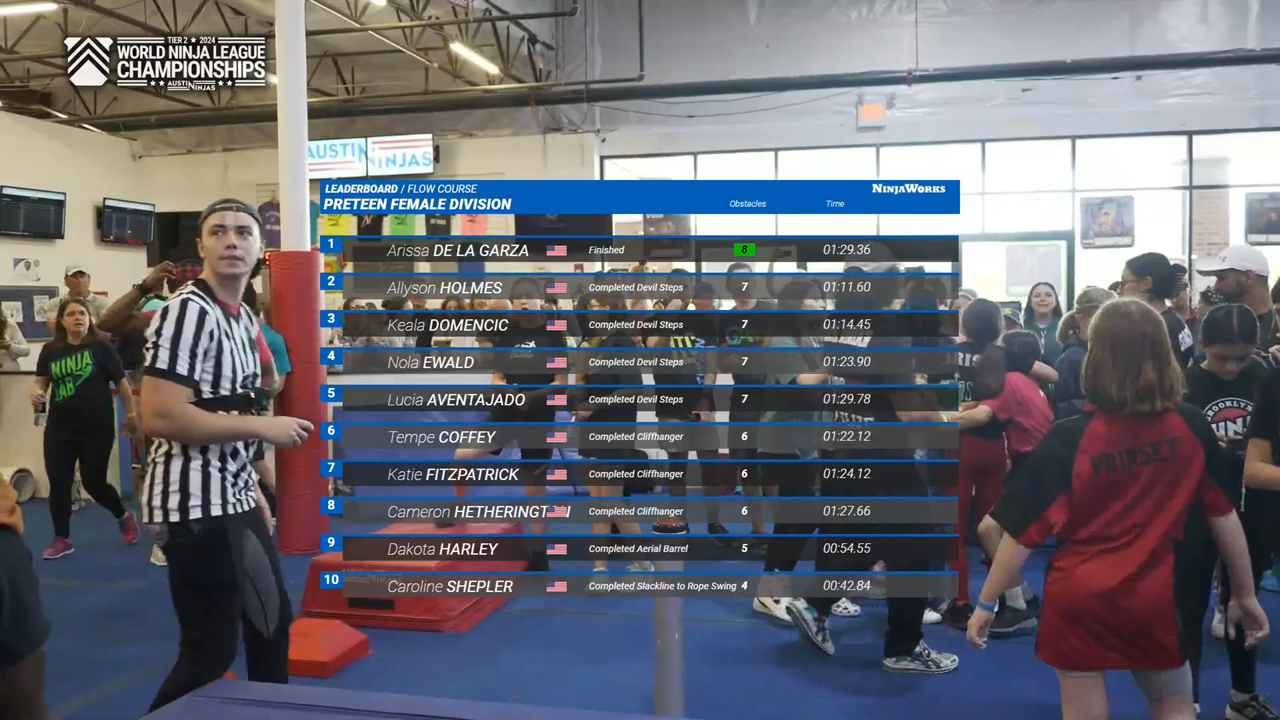 TIER 2 ★ 2024
WORLD NINJA LEAGUE
CHAMPIONSHIPS
AUSTIN NINJAS
AUSTIN NINJAS
LEADERBOARD / FLOW COURSE
NINJAWORKS
PRETEEN FEMALE DIVISION
Obstacles Time
1 Arissa DE LA GARZA Finished 8 01:29.36
2 Allyson HOLMES Completed Devil Steps 7 01:11.60
3 Keala DOMENCIC Completed Devil Steps 7 01:14.45
4 Nola EWALD Completed Devil Steps 7 01:23.90
5 Lucia AVENTAJADO Completed Devil Steps 7 01:29.78
6 Tempe COFFEY Completed Cliffhanger 6 01:22.12
7 Katie FITZPATRICK Completed Cliffhanger 6 01:24.12
8 Cameron Completed Cliffhanger 6 01:27.66
9 Dakota HARLEY Completed Aerial Barrel 5 00:54.55
10 Caroline SHEPLER Completed Slackline to Rope Swing 4 00:42.84
NINJA
LAB
BROOKLYN